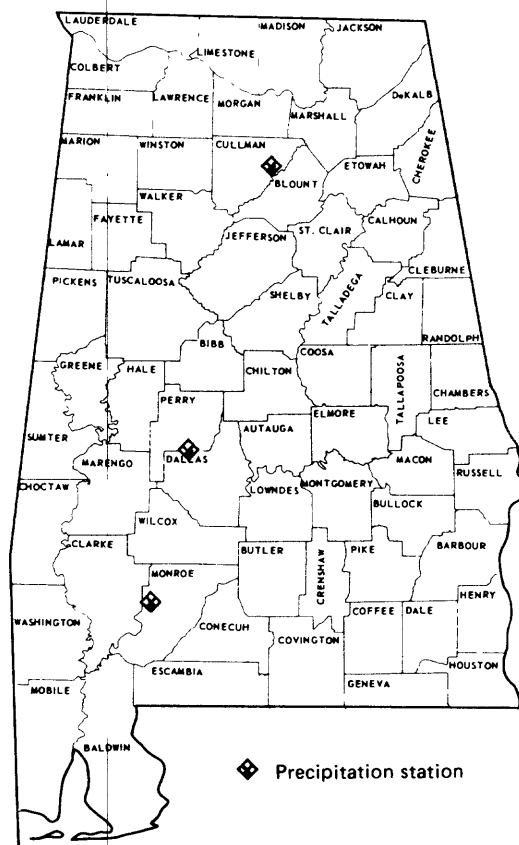 LAUDERDALE
MADISON
JACKSON
LIMESTONE
COLBERT
FRANKLIN
LAWRENCE
MORGAN
DeKALB
MARSHALL
MARION
WINSTON
CULLMAN
ETOWAH
CHEROKEE
BLOUNT
WALKER
FAYETTE
ST. CLAIR
CALHOUN
JEFFERSON
LAMAR
CLEBURNE
PICKENS
TUSCALOOSA
SHELBY
TALLADEGA
CLAY
RANDOLPH
BIBB
COOSA
GREENE
HALE
CHILTON
TALLAPOOSA
CHAMBERS
PERRY
ELMORE
LEE
AUTAUGA
SUMTER
MARENGO
DALLAS
MACON
RUSSELL
CHOCTAW
LOWNDES
MONTGOMERY
BULLOCK
WILCOX
CLARKE
BUTLER
CRENSHAW
PIKE
BARBOUR
MONROE
HENRY
WASHINGTON
CONECUH
COFFEE
DALE
COVINGTON
ESCAMBIA
HOUSTON
GENEVA
MOBILE
BALDWIN
Precipitation station